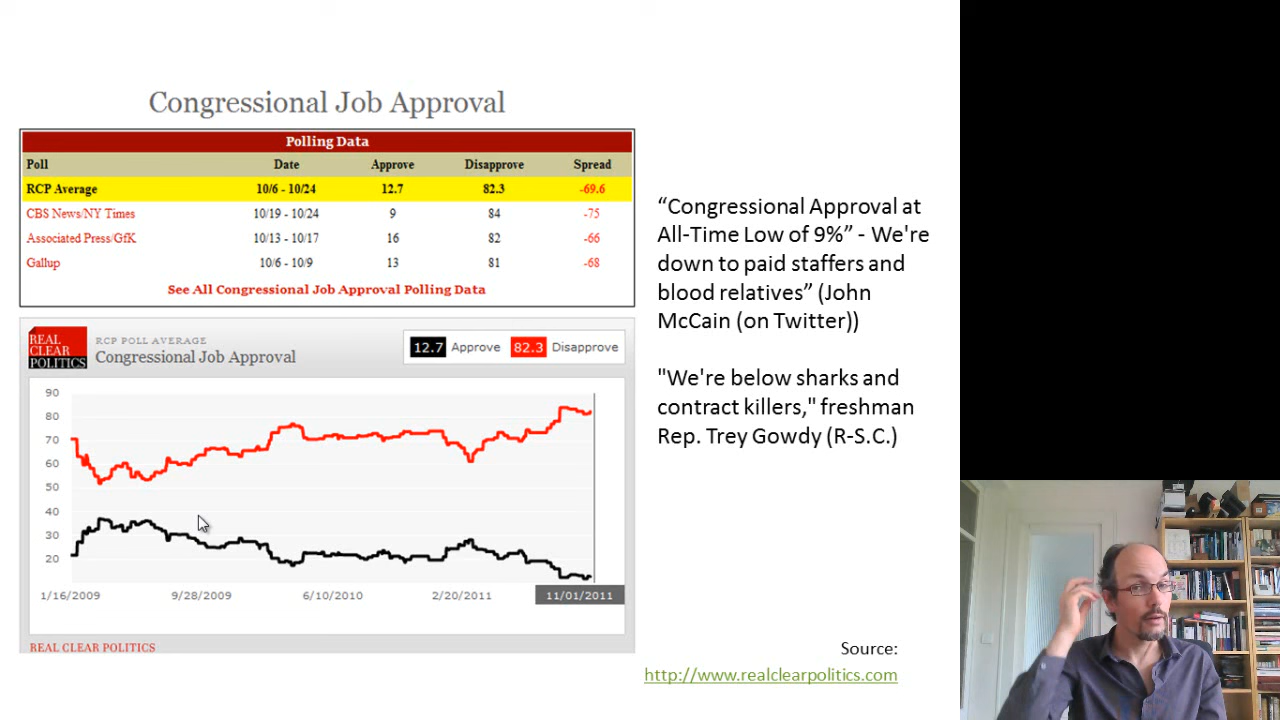 Congressional Job Approval
Polling Data
Poll Date Approve Disapprove Spread
RCP Average 10/6 - 10/24 12.7 82.3 -69.6
CBS News/NY Times 10/19 - 10/24 9 84 -75
Associated Press/GfK 10/13 - 10/17 16 82 -66
Gallup 10/6 - 10/9 13 81 -68
See All Congressional Job Approval Polling Data
REAL
CLEAR
POLITICS
RCP POLL AVERAGE
Congressional Job Approval
12.7 Approve 82.3 Disapprove
90
80
70
60
50
40
30
20
1/16/2009 9/28/2009 6/10/2010 2/20/2011 11/01/2011
REAL CLEAR POLITICS
“Congressional Approval at
All-Time Low of 9%” - We're
down to paid staffers and
blood relatives” (John
McCain (on Twitter))
"We're below sharks and
contract killers," freshman
Rep. Trey Gowdy (R-S.C.)
Source:
http://www.realclearpolitics.com